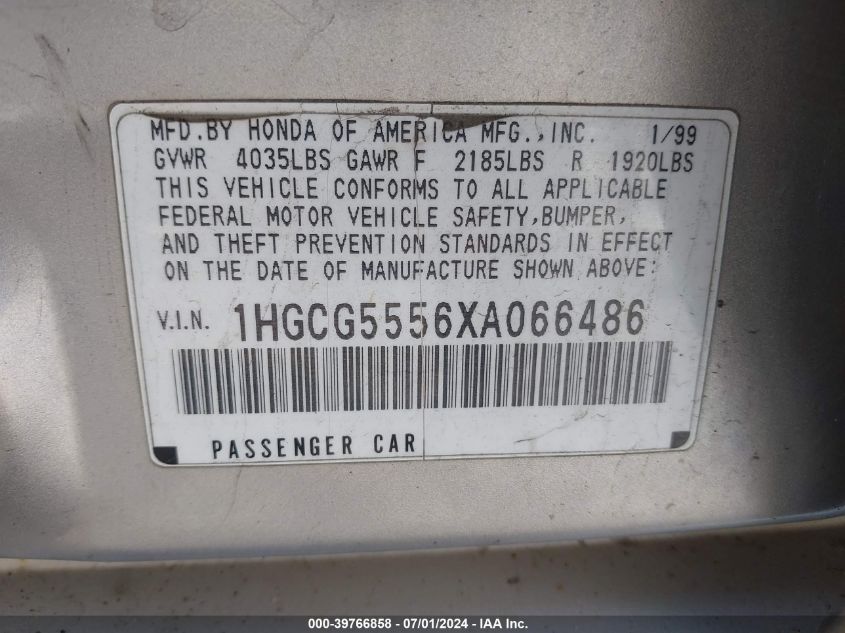 MFD.BY HONDA OF AMERICA MFG.,INC. 1/99
GVWR 4035LBS GAWR F 2185LBS R 1920LBS
THIS VEHICLE CONFORMS TO ALL APPLICABLE
FEDERAL MOTOR VEHICLE SAFETY,BUMPER,
AND THEFT PREVENTION STANDARDS IN EFFECT
ON THE DATE OF MANUFACTURE SHOWN ABOVE:
V.I.N. 1HGCG5556XA066486
PASSENGER CAR
000-39766858 - 07/01/2024 - IAA Inc.